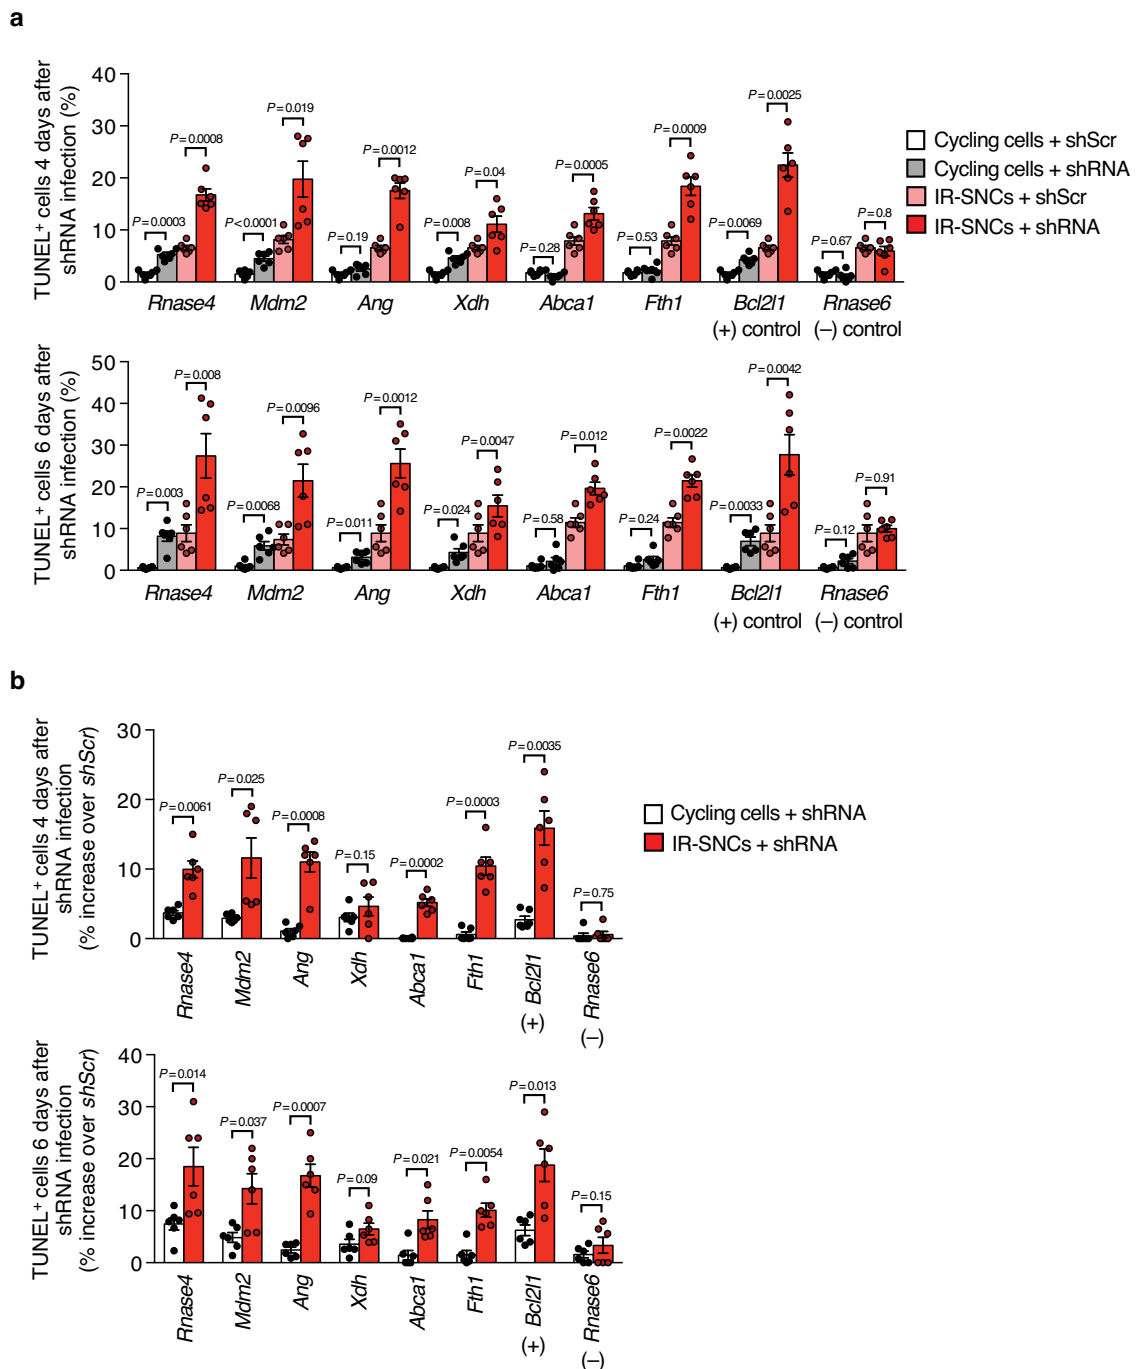 a
TUNEL⁺ cells 4 days after
shRNA infection (%)
40
30
20
10
0
P = 0.0003
P = 0.0008
P < 0.0001
P = 0.019
P = 0.19
P = 0.0012
P = 0.008
P = 0.04
P = 0.28
P = 0.0005
P = 0.53
P = 0.0009
P = 0.0069
P = 0.0025
P = 0.67
P = 0.8
Rnase4
Mdm2
Ang
Xdh
Abca1
Fth1
Bcl2l1
(+) control
Rnase6
(–) control
Cycling cells + shScr
Cycling cells + shRNA
IR-SNCs + shScr
IR-SNCs + shRNA
TUNEL⁺ cells 6 days after
shRNA infection (%)
50
40
30
20
10
0
P = 0.003
P = 0.008
P = 0.0068
P = 0.0096
P = 0.011
P = 0.0012
P = 0.024
P = 0.0047
P = 0.58
P = 0.012
P = 0.24
P = 0.0022
P = 0.0033
P = 0.0042
P = 0.12
P = 0.91
Rnase4
Mdm2
Ang
Xdh
Abca1
Fth1
Bcl2l1
(+) control
Rnase6
(–) control
b
TUNEL⁺ cells 4 days after
shRNA infection
(% increase over shScr)
30
20
10
0
P = 0.0061
P = 0.025
P = 0.0008
P = 0.15
P = 0.0002
P = 0.0003
P = 0.0035
P = 0.75
Rnase4
Mdm2
Ang
Xdh
Abca1
Fth1
Bcl2l1
(+)
Rnase6
(–)
Cycling cells + shRNA
IR-SNCs + shRNA
TUNEL⁺ cells 6 days after
shRNA infection
(% increase over shScr)
40
30
20
10
0
P = 0.014
P = 0.037
P = 0.0007
P = 0.09
P = 0.021
P = 0.0054
P = 0.013
P = 0.15
Rnase4
Mdm2
Ang
Xdh
Abca1
Fth1
Bcl2l1
(+)
Rnase6
(–)